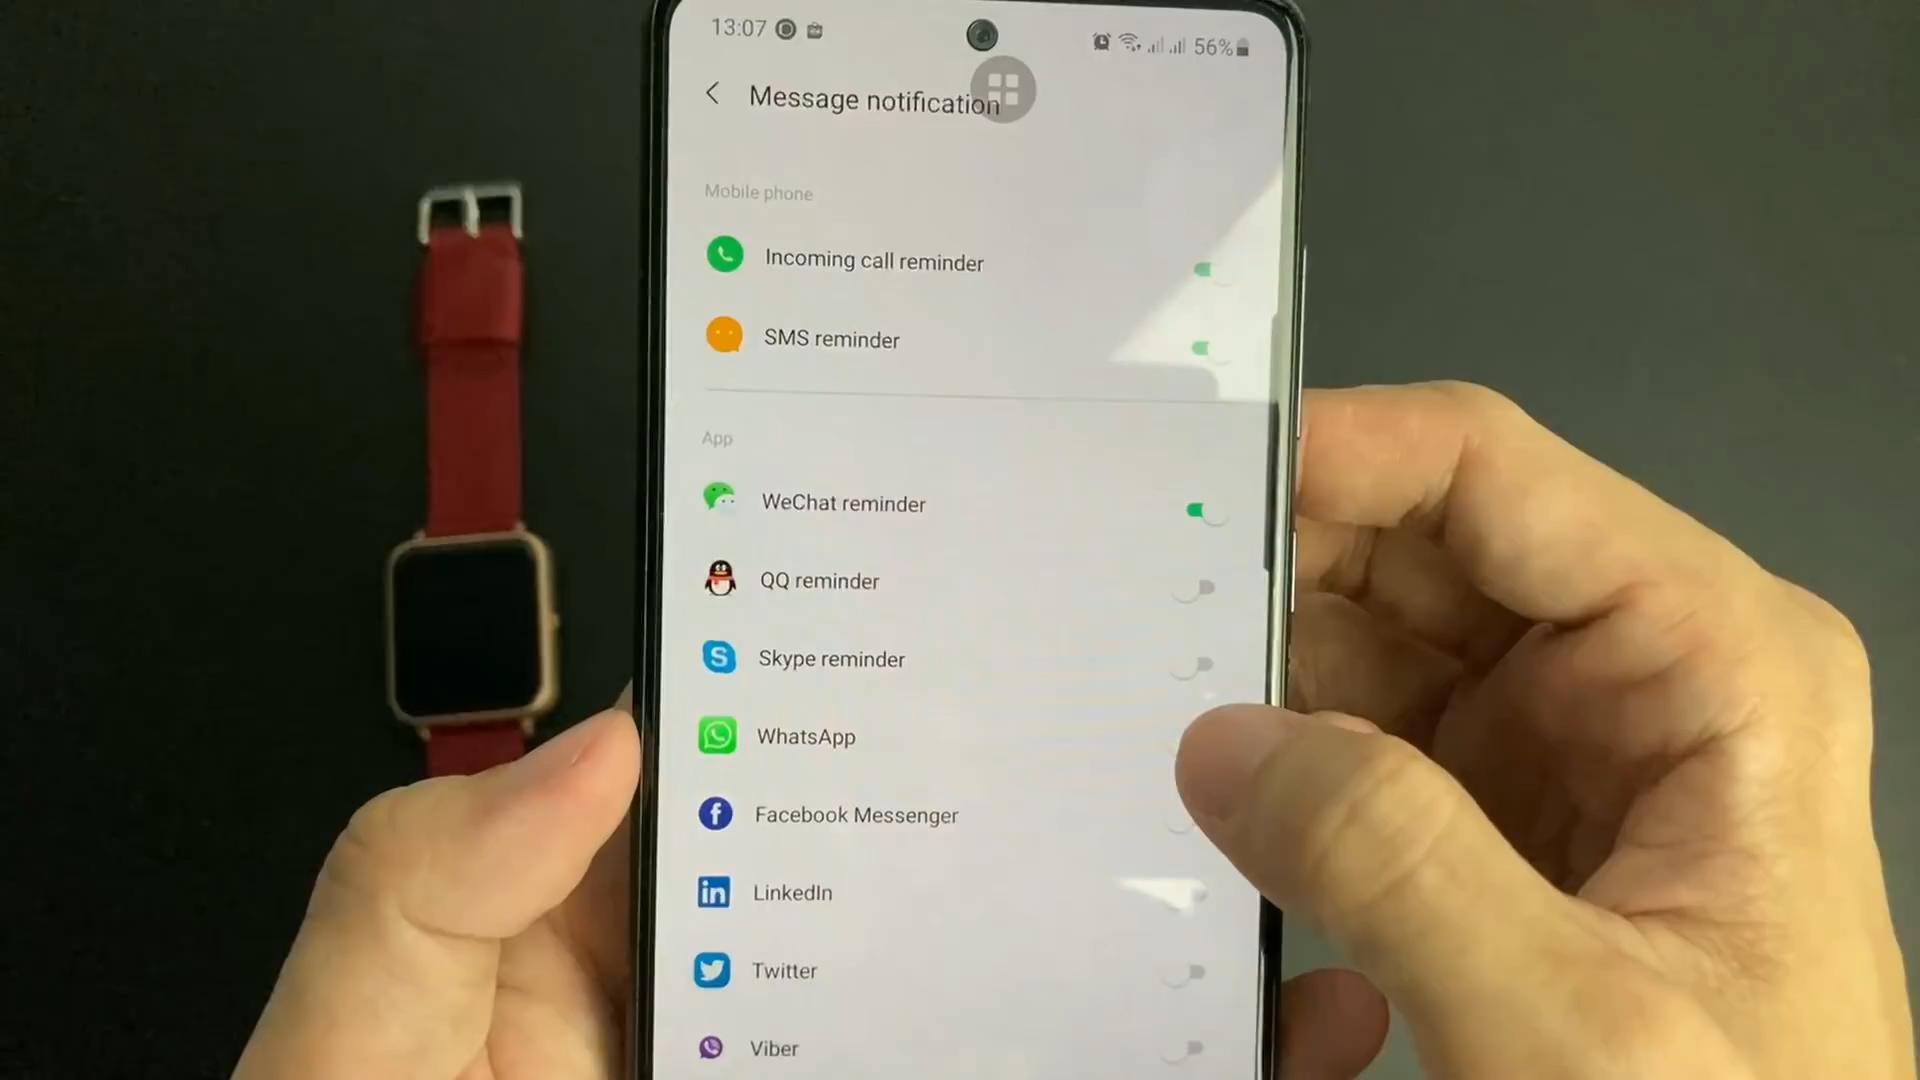 13:07 56%
Message notification
Mobile phone
Incoming call reminder
SMS reminder
App
WeChat reminder
QQ reminder
S Skype reminder
WhatsApp
f Facebook Messenger
in LinkedIn
Twitter
Viber